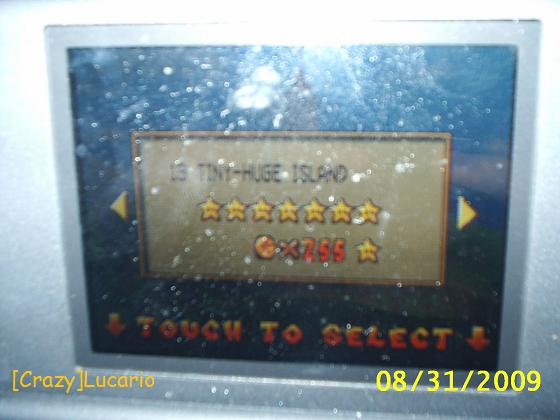 13 TINY-HUGE ISLAND
×255
TOUCH TO SELECT
[Crazy]Lucario
08/31/2009